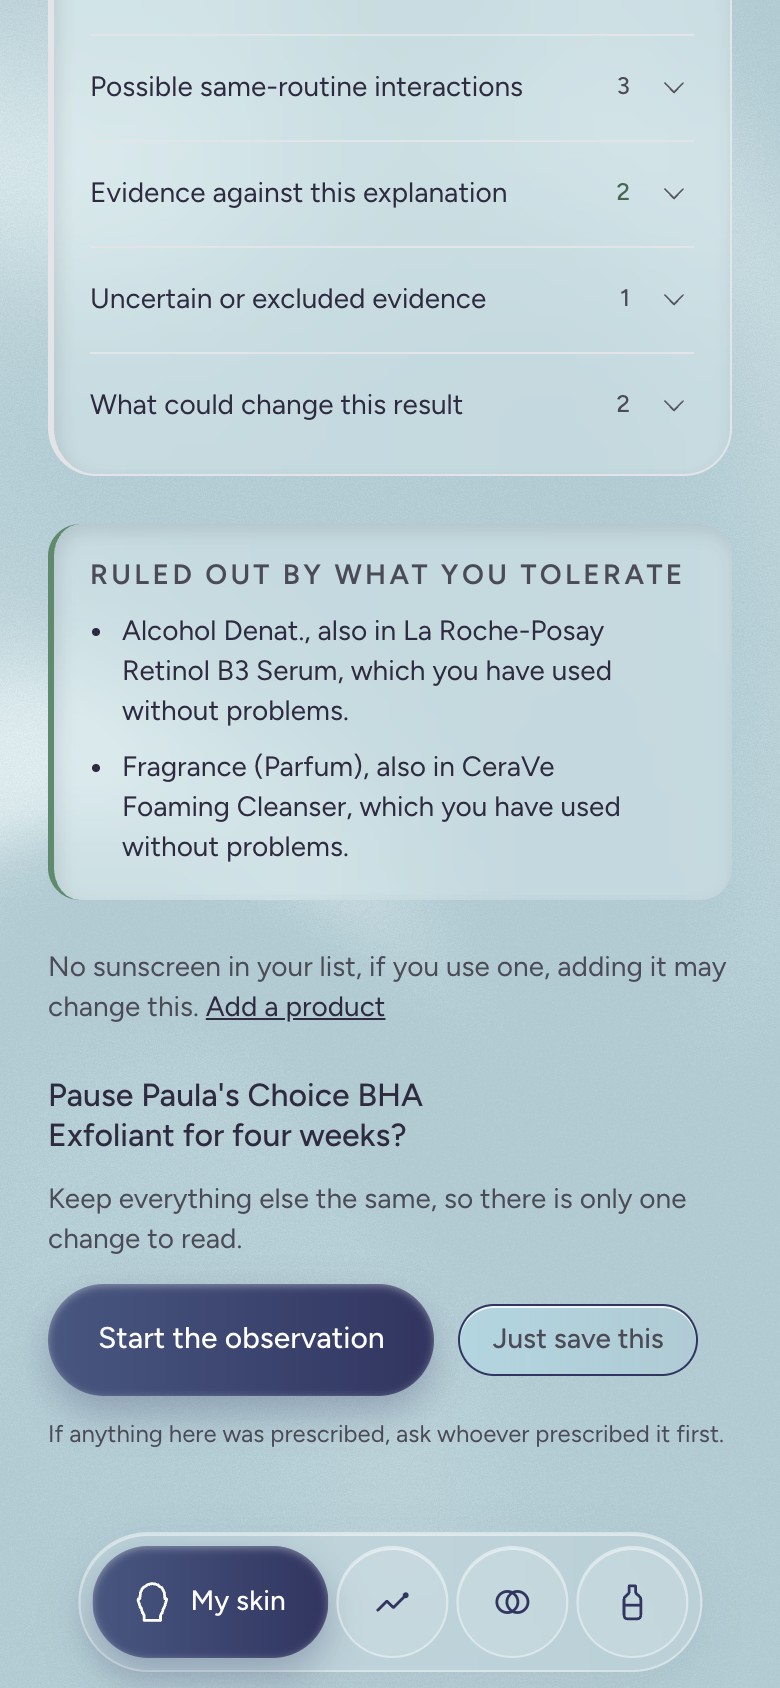 Possible same-routine interactions 3
Evidence against this explanation 2
Uncertain or excluded evidence 1
What could change this result 2
RULED OUT BY WHAT YOU TOLERATE
• Alcohol Denat., also in La Roche-Posay
Retinol B3 Serum, which you have used
without problems.
• Fragrance (Parfum), also in CeraVe
Foaming Cleanser, which you have used
without problems.
No sunscreen in your list, if you use one, adding it may
change this. Add a product
Pause Paula's Choice BHA
Exfoliant for four weeks?
Keep everything else the same, so there is only one
change to read.
Start the observation
Just save this
If anything here was prescribed, ask whoever prescribed it first.
My skin